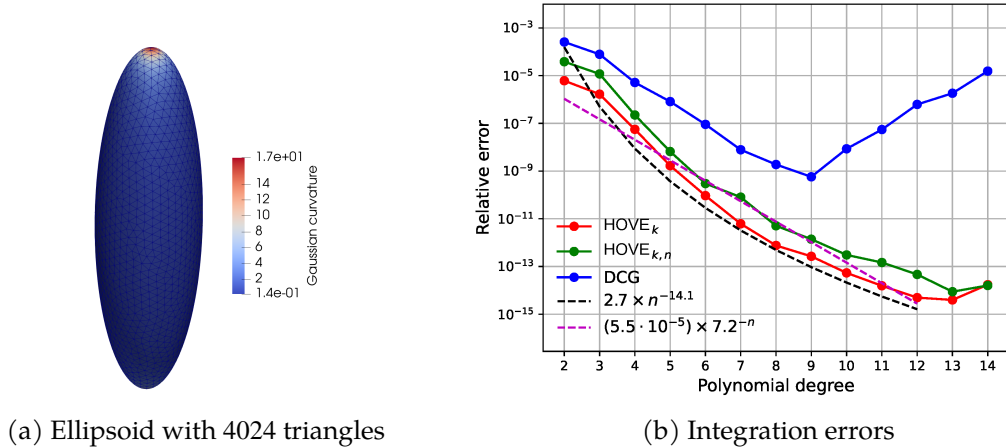 1.7e+01
14
12
10
8
6
4
2
1.4e-01
Gaussian curvature
(a) Ellipsoid with 4024 triangles
Relative error
10⁻³
10⁻⁵
10⁻⁷
10⁻⁹
10⁻¹¹
10⁻¹³
10⁻¹⁵
HOVEₖ
HOVEₖ,ₙ
DCG
2.7 × n⁻¹⁴·¹
(5.5 · 10⁻⁵) × 7.2⁻ⁿ
2 3 4 5 6 7 8 9 10 11 12 13 14
Polynomial degree
(b) Integration errors